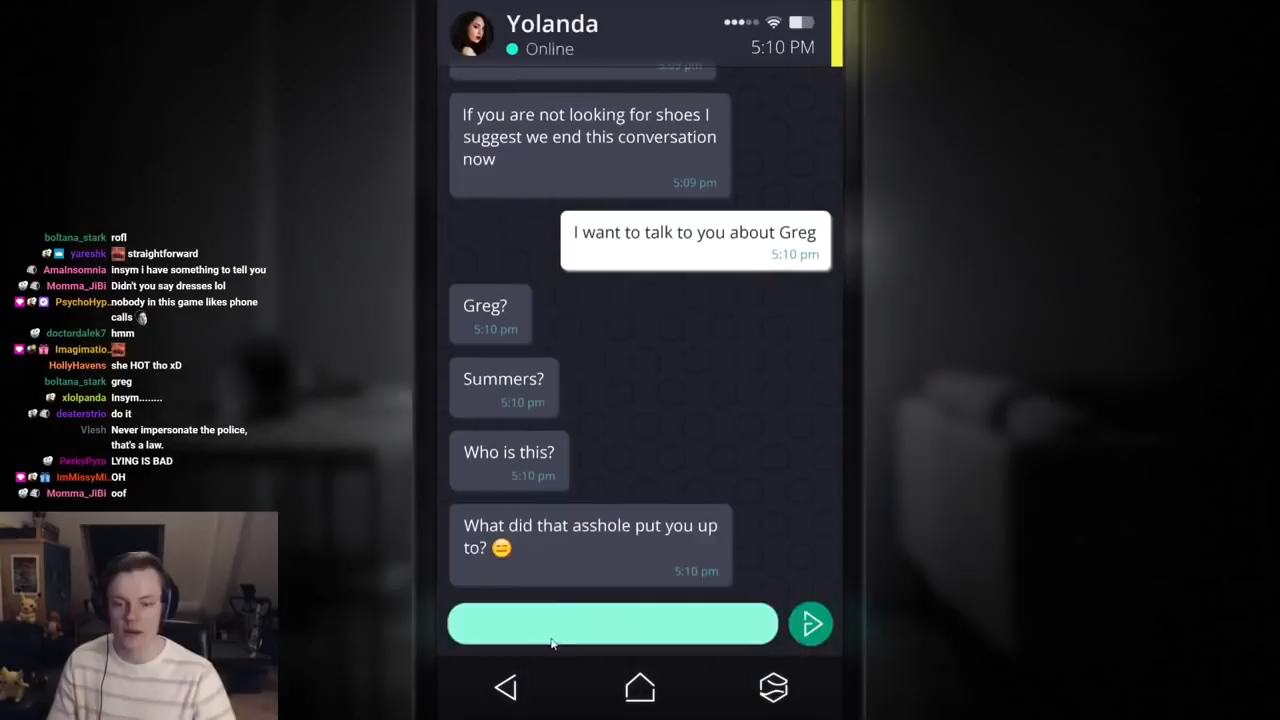 Yolanda
Online
5:10 PM
If you are not looking for shoes I
suggest we end this conversation
now
5:09 pm
I want to talk to you about Greg
5:10 pm
Greg?
5:10 pm
Summers?
5:10 pm
Who is this?
5:10 pm
What did that asshole put you up
to?
5:10 pm
boltana_stark rofl
yareshk straightforward
AmaInsomnia insym i have something to tell you
Momma_JiBi Didn't you say dresses lol
PsychoHyp.. nobody in this game likes phone
calls
doctordalek7 hmm
Imagimatio..
HollyHavens she HOT tho xD
boltana_stark greg
xlolpanda Insym........
deaterstrio do it
Vlesh Never impersonate the police,
that's a law.
PerkyPyro LYING IS BAD
ImMissyMi.. OH
Momma_JiBi oof